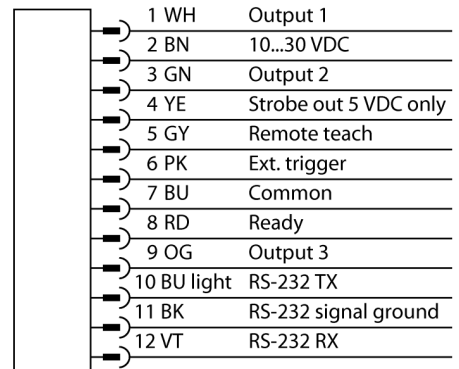 1 WH Output 1
2 BN 10...30 VDC
3 GN Output 2
4 YE Strobe out 5 VDC only
5 GY Remote teach
6 PK Ext. trigger
7 BU Common
8 RD Ready
9 OG Output 3
10 BU light RS-232 TX
11 BK RS-232 signal ground
12 VT RS-232 RX